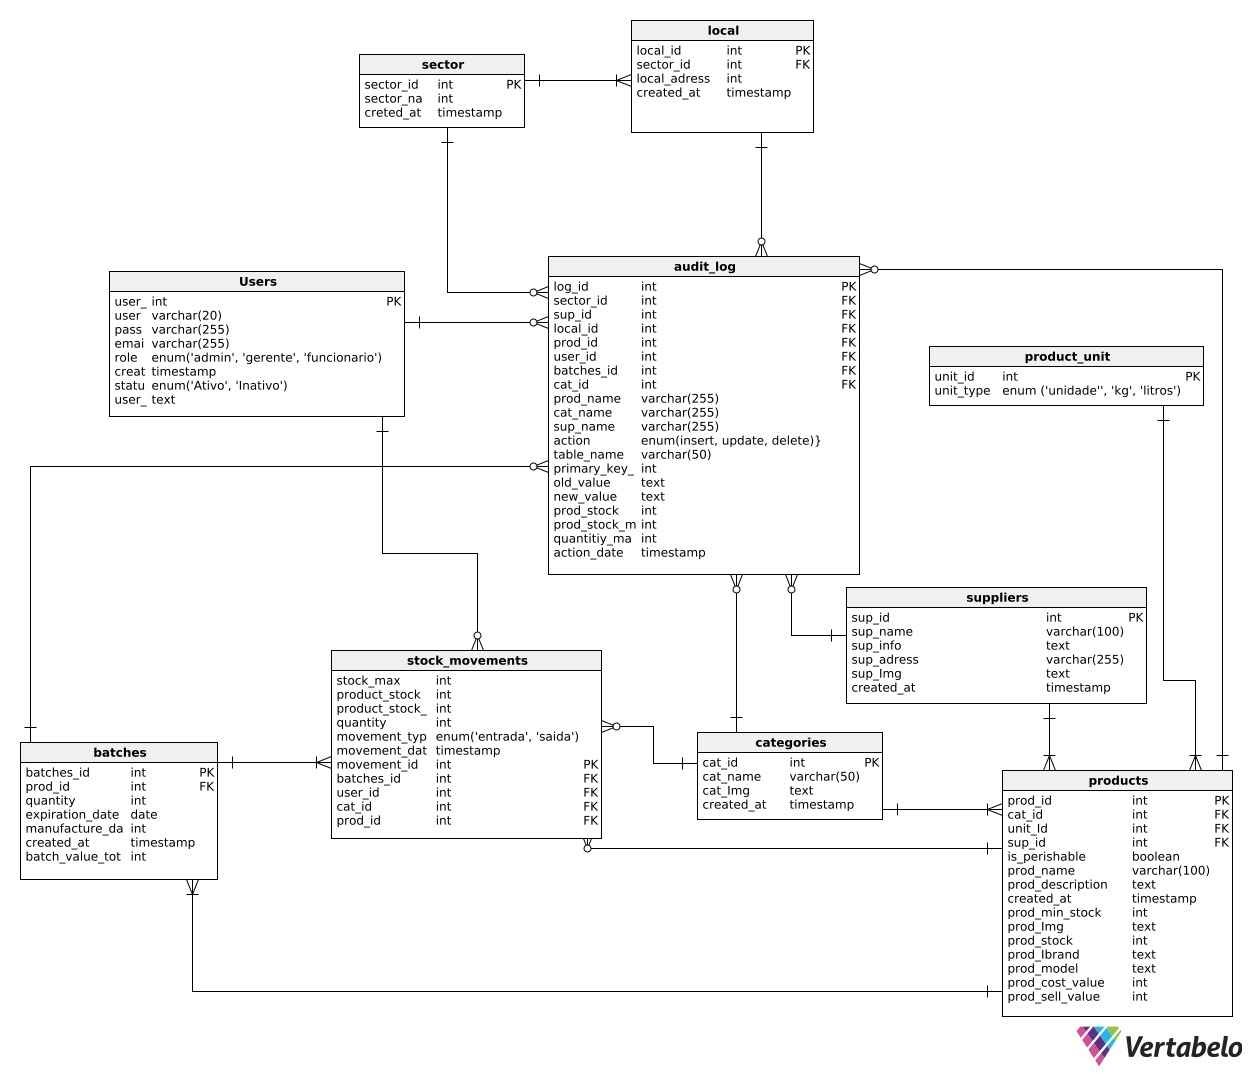 local
local_id int PK
sector_id int FK
local_adress int
created_at timestamp
sector
sector_id int PK
sector_na int
creted_at timestamp
audit_log
log_id int PK
sector_id int FK
sup_id int FK
local_id int FK
prod_id int FK
user_id int FK
batches_id int FK
cat_id int FK
prod_name varchar(255)
cat_name varchar(255)
sup_name varchar(255)
action enum(insert, update, delete)}
table_name varchar(50)
primary_key_ int
old_value text
new_value text
prod_stock int
prod_stock_m int
quantitiy_ma int
action_date timestamp
Users
user_ int PK
user varchar(20)
pass varchar(255)
emai varchar(255)
role enum('admin', 'gerente', 'funcionario')
creat timestamp
statu enum('Ativo', 'Inativo')
user_ text
product_unit
unit_id int PK
unit_type enum ('unidade'', 'kg', 'litros')
suppliers
sup_id int PK
sup_name varchar(100)
sup_info text
sup_adress varchar(255)
sup_Img text
created_at timestamp
stock_movements
stock_max int
product_stock int
product_stock_ int
quantity int
movement_typ enum('entrada', 'saida')
movement_dat timestamp
movement_id int PK
batches_id int FK
user_id int FK
cat_id int FK
prod_id int FK
categories
cat_id int PK
cat_name varchar(50)
cat_Img text
created_at timestamp
batches
batches_id int PK
prod_id int FK
quantity int
expiration_date date
manufacture_da int
created_at timestamp
batch_value_tot int
products
prod_id int PK
cat_id int FK
unit_Id int FK
sup_id int FK
is_perishable boolean
prod_name varchar(100)
prod_description text
created_at timestamp
prod_min_stock int
prod_Img text
prod_stock int
prod_lbrand text
prod_model text
prod_cost_value int
prod_sell_value int
Vertabelo